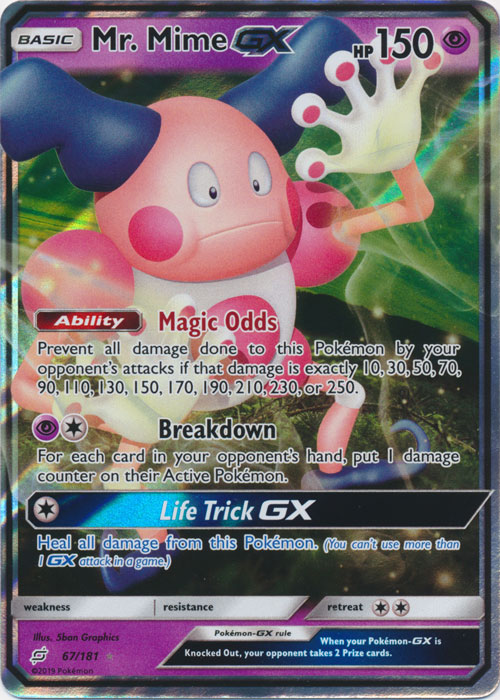 BASIC Mr. Mime GX HP150
Ability Magic Odds
Prevent all damage done to this Pokémon by your
opponent's attacks if that damage is exactly 10, 30, 50, 70,
90, 110, 130, 150, 170, 190, 210, 230, or 250.
Breakdown
For each card in your opponent's hand, put 1 damage
counter on their Active Pokémon.
Life Trick GX
Heal all damage from this Pokémon. (You can't use more than
1 GX attack in a game.)
weakness resistance retreat
Illus. 5ban Graphics
67/181
©2019 Pokémon
Pokémon-GX rule
When your Pokémon-GX is
Knocked Out, your opponent takes 2 Prize cards.